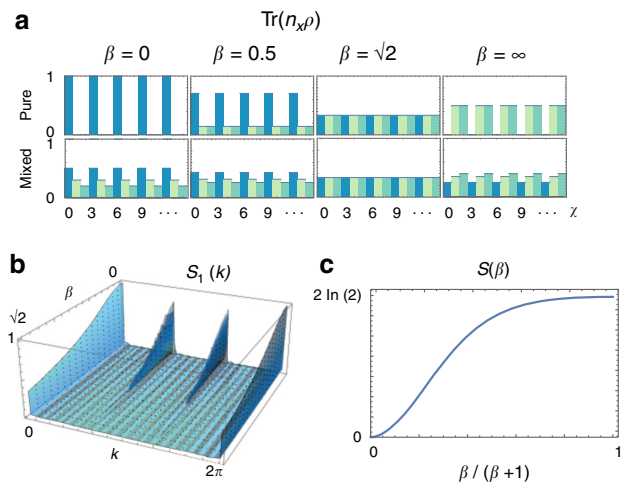 a
Tr(nₓρ)
β = 0 β = 0.5 β = √2 β = ∞
Pure
1
0
Mixed
1
0
0 3 6 9 ··· 0 3 6 9 ··· 0 3 6 9 ··· 0 3 6 9 ··· χ
b
S₁ (k)
0
β
√2
1
0
k
2π
c
S(β)
2 ln (2)
0
0 1
β / (β +1)